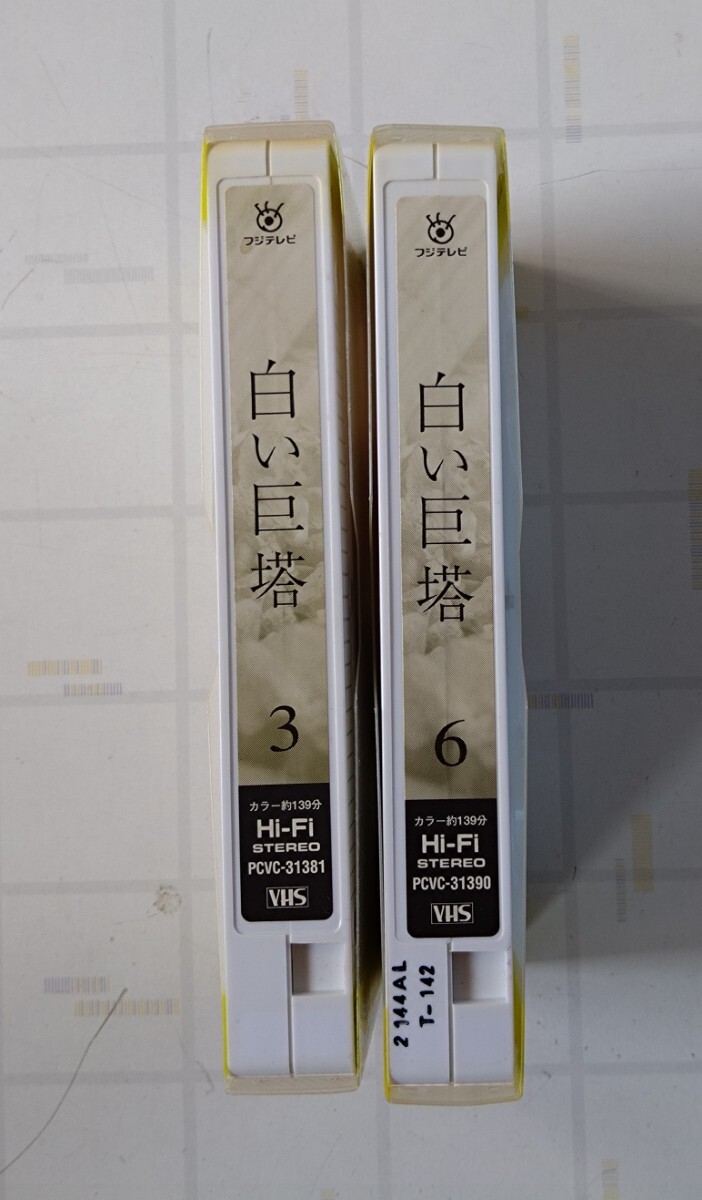 フジテレビ
白い巨塔
3
カラー約139分
Hi-Fi
STEREO
PCVC-31381
VHS
フジテレビ
白い巨塔
6
カラー約139分
Hi-Fi
STEREO
PCVC-31390
VHS
2 144AL
T-142